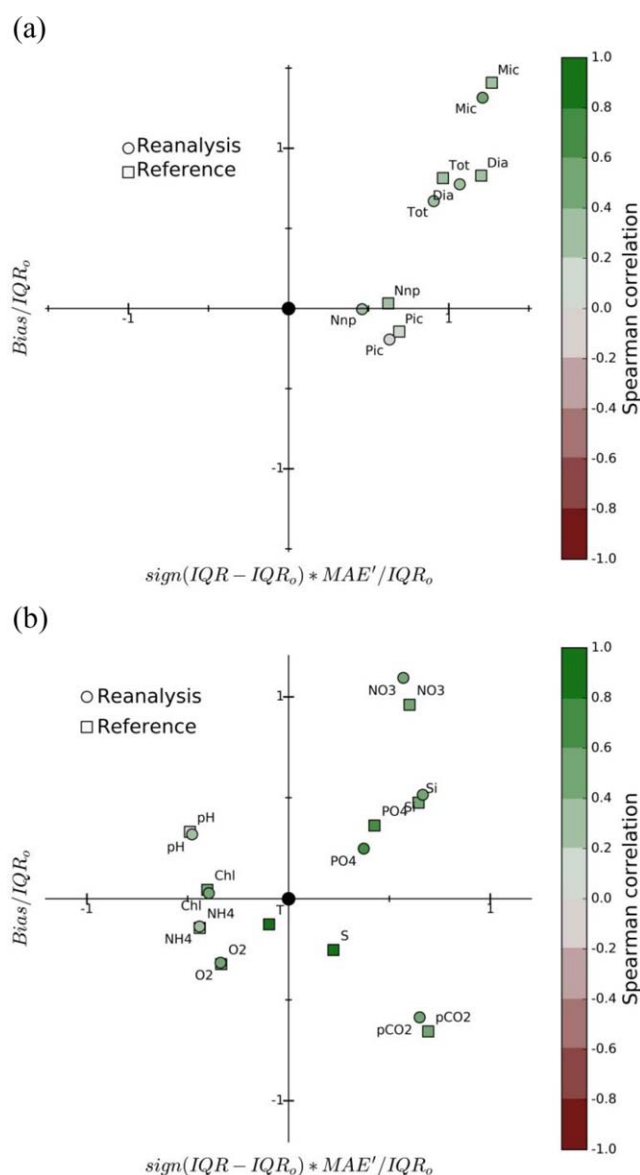 (a)
Mic
Mic
Reanalysis
Reference
Tot
Dia
Dia
Tot
Nnp
Nnp
Pic
Pic
1
-1
1
-1
Bias/IQR_o
sign(IQR − IQR_o) ∗ MAE′/IQR_o
1.0
0.8
0.6
0.4
0.2
0.0
-0.2
-0.4
-0.6
-0.8
-1.0
Spearman correlation
(b)
Reanalysis
Reference
NO3 NO3
Si
Si
PO4
PO4
pH
pH
Chl
Chl
NH4
NH4
O2
O2
T
S
pCO2
pCO2
1
-1
1
-1
Bias/IQR_o
sign(IQR − IQR_o) ∗ MAE′/IQR_o
1.0
0.8
0.6
0.4
0.2
0.0
-0.2
-0.4
-0.6
-0.8
-1.0
Spearman correlation